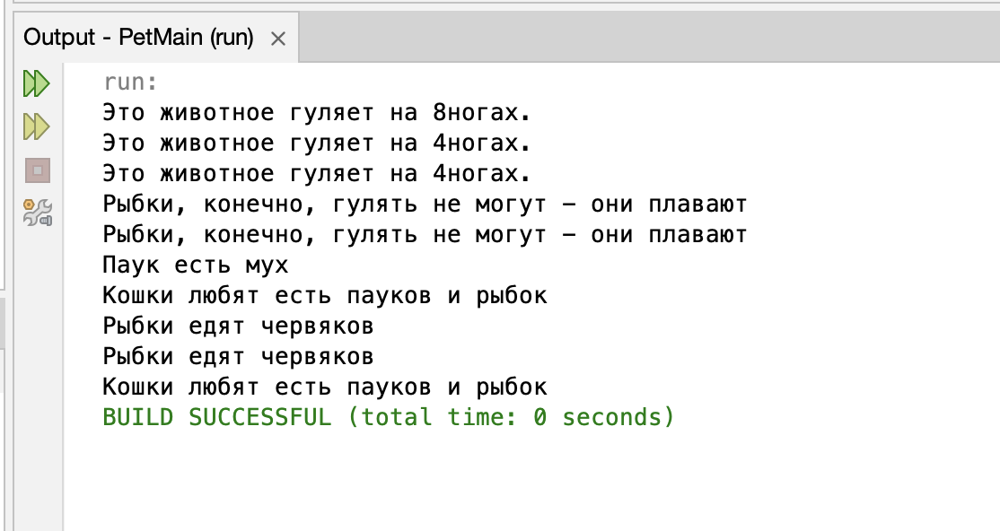 Output - PetMain (run)
run:
Это животное гуляет на 8ногах.
Это животное гуляет на 4ногах.
Это животное гуляет на 4ногах.
Рыбки, конечно, гулять не могут – они плавают
Рыбки, конечно, гулять не могут – они плавают
Паук есть мух
Кошки любят есть пауков и рыбок
Рыбки едят червяков
Рыбки едят червяков
Кошки любят есть пауков и рыбок
BUILD SUCCESSFUL (total time: 0 seconds)